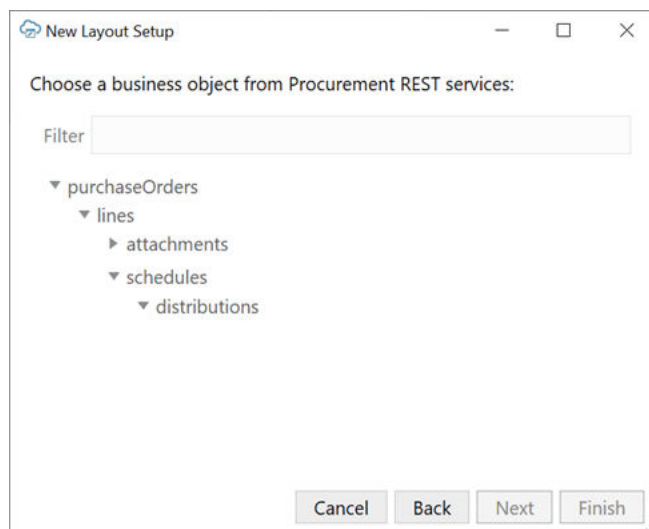 New Layout Setup
Choose a business object from Procurement REST services:
Filter
purchaseOrders
lines
attachments
schedules
distributions
Cancel Back Next Finish